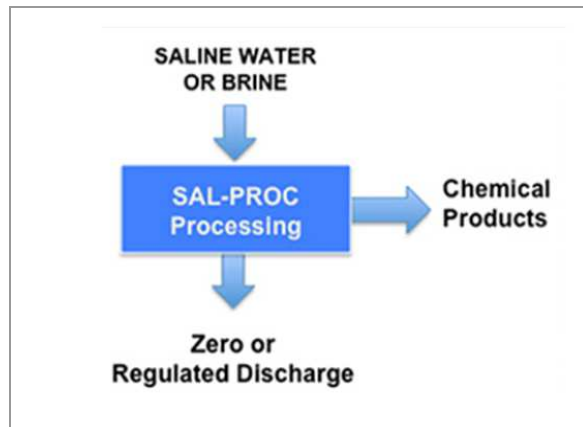 SALINE WATER
OR BRINE
SAL-PROC
Processing
Chemical
Products
Zero or
Regulated Discharge